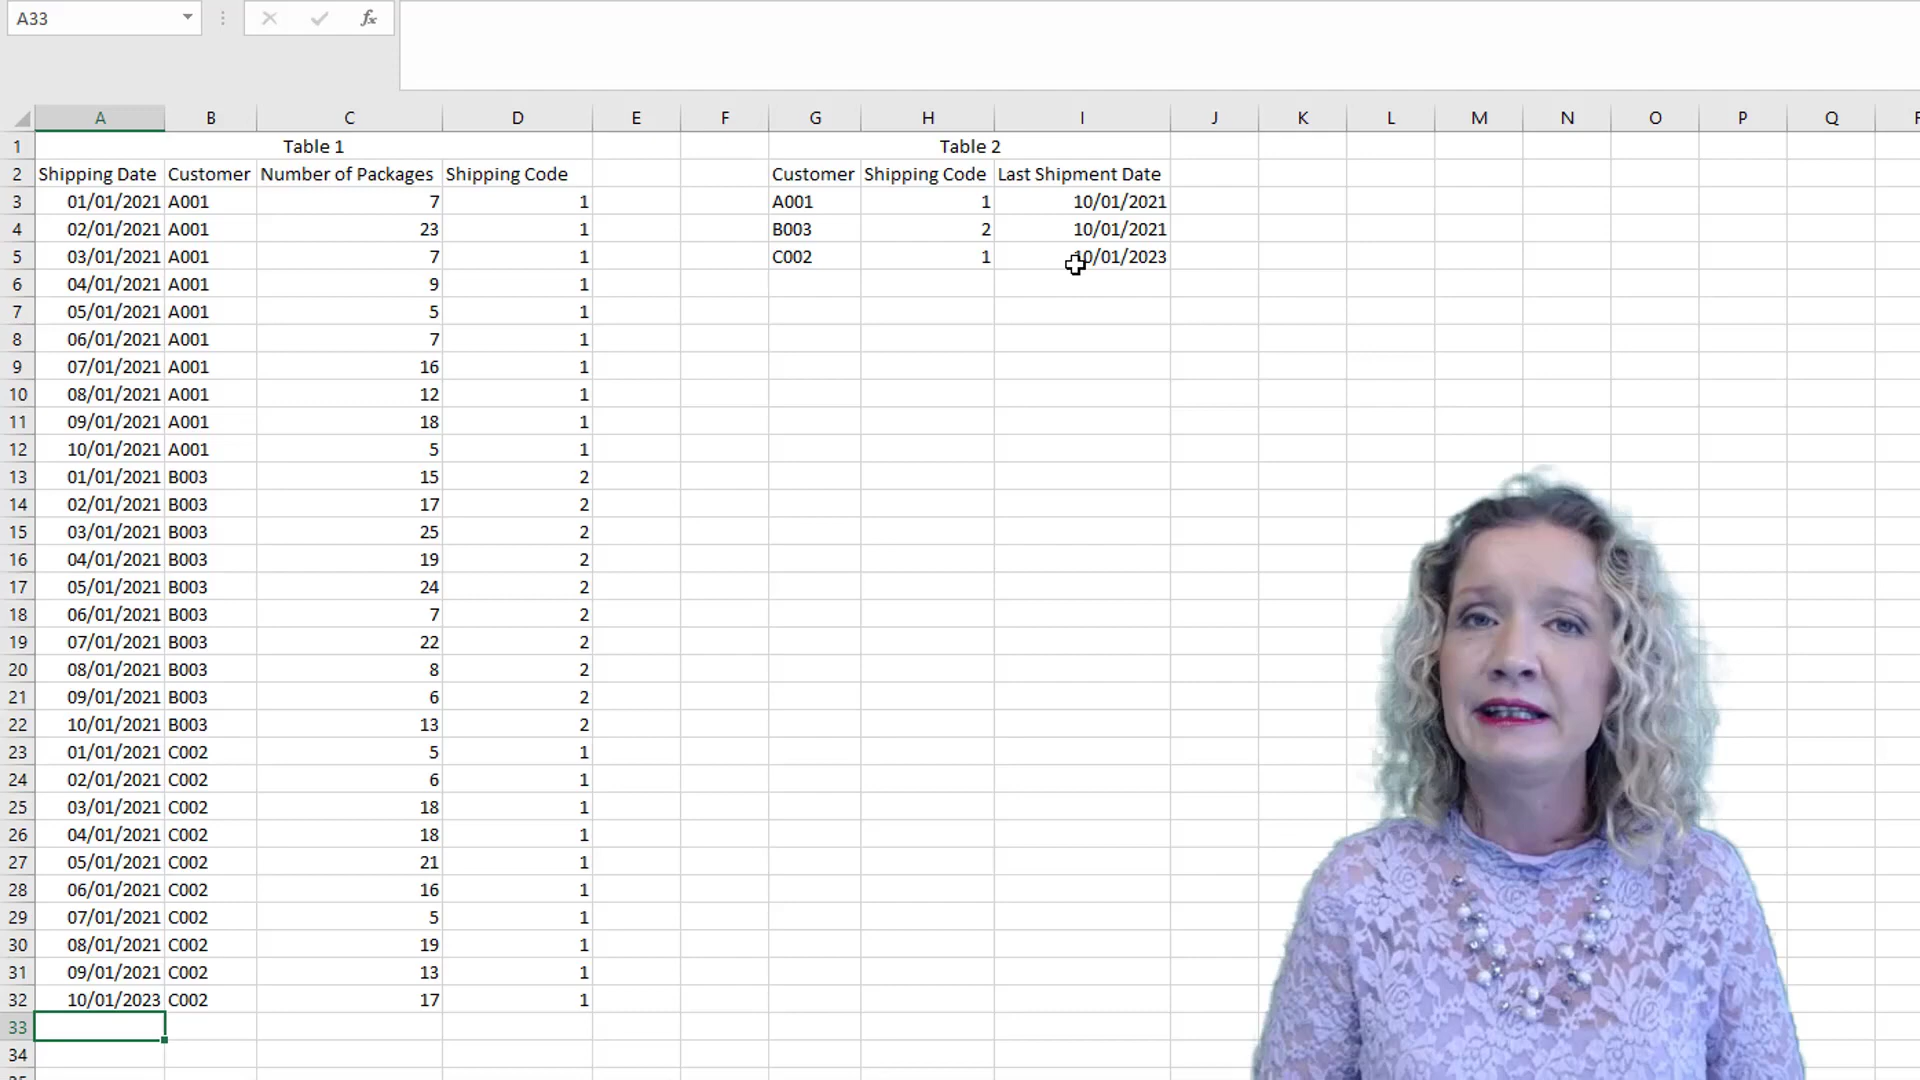 A33
fx
A B C D E F G H I J K L M N O P Q
1 Table 1 Table 2
2 Shipping Date Customer Number of Packages Shipping Code Customer Shipping Code Last Shipment Date
3 01/01/2021 A001 7 1 A001 1 10/01/2021
4 02/01/2021 A001 23 1 B003 2 10/01/2021
5 03/01/2021 A001 7 1 C002 1 10/01/2023
6 04/01/2021 A001 9 1
7 05/01/2021 A001 5 1
8 06/01/2021 A001 7 1
9 07/01/2021 A001 16 1
10 08/01/2021 A001 12 1
11 09/01/2021 A001 18 1
12 10/01/2021 A001 5 1
13 01/01/2021 B003 15 2
14 02/01/2021 B003 17 2
15 03/01/2021 B003 25 2
16 04/01/2021 B003 19 2
17 05/01/2021 B003 24 2
18 06/01/2021 B003 7 2
19 07/01/2021 B003 22 2
20 08/01/2021 B003 8 2
21 09/01/2021 B003 6 2
22 10/01/2021 B003 13 2
23 01/01/2021 C002 5 1
24 02/01/2021 C002 6 1
25 03/01/2021 C002 18 1
26 04/01/2021 C002 18 1
27 05/01/2021 C002 21 1
28 06/01/2021 C002 16 1
29 07/01/2021 C002 5 1
30 08/01/2021 C002 19 1
31 09/01/2021 C002 13 1
32 10/01/2023 C002 17 1
33
34